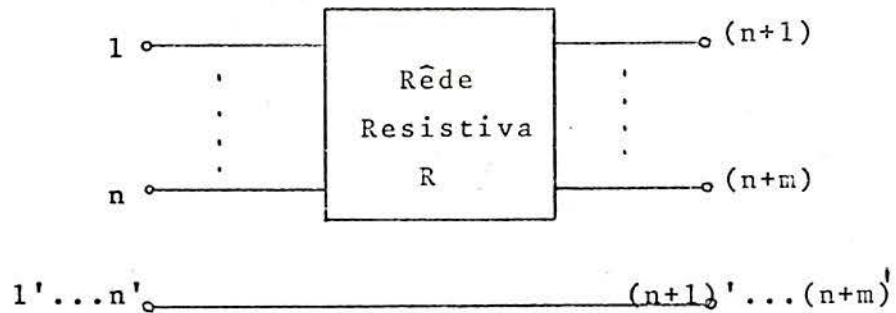 1 (n+1)
Rêde
Resistiva
R
n (n+m)
1'...n' (n+1)'...(n+m)'